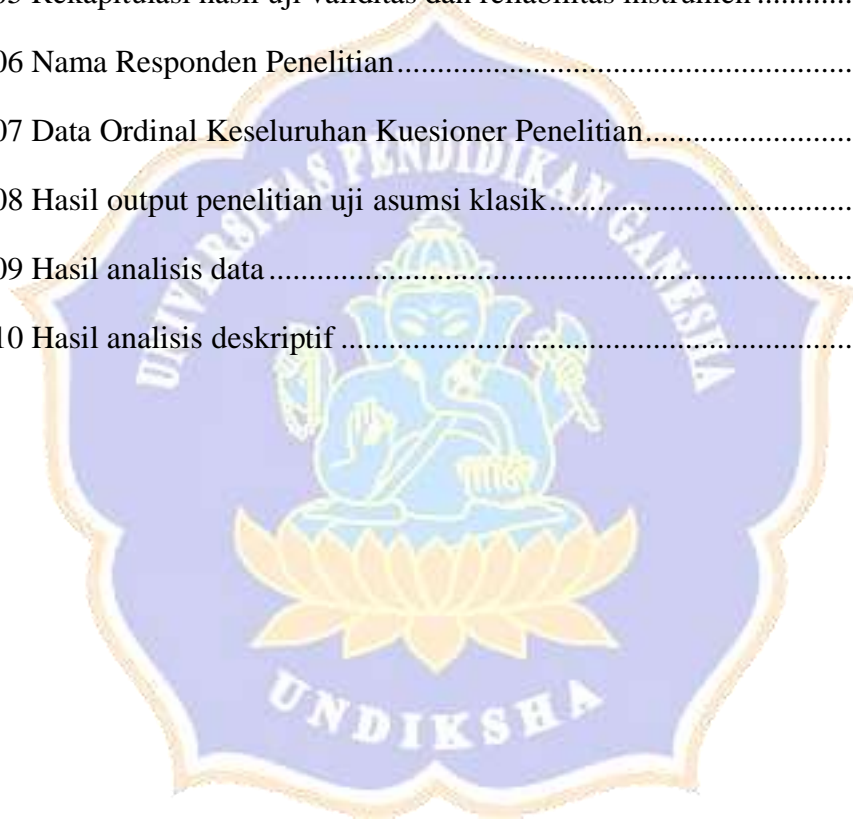 05 Rekapitulasi hasil uji validitas dan reliabilitas instrumen ............
06 Nama Responden Penelitian.........................................................
07 Data Ordinal Keseluruhan Kuesioner Penelitian..........................
08 Hasil output penelitian uji asumsi klasik......................................
09 Hasil analisis data .........................................................................
10 Hasil analisis deskriptif ................................................................
UNIVERSITAS PENDIDIKAN GANESHA
UNDIKSHA